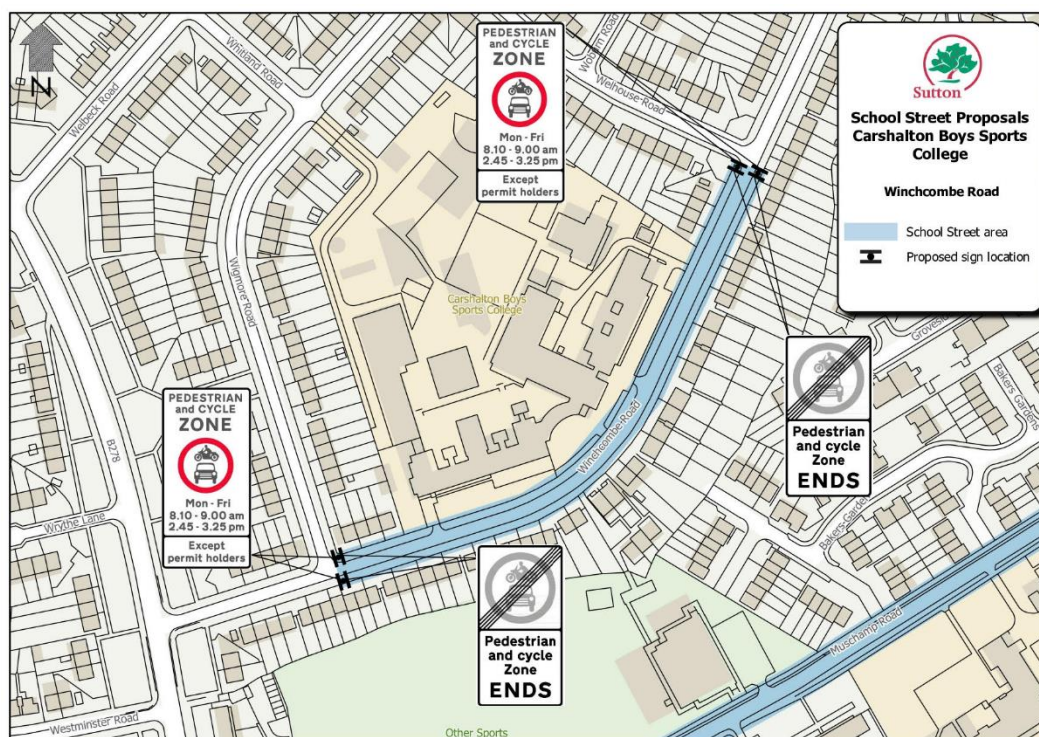 N
Welbeck Road
Whitland Road
Woburn Road
Welhouse Road
PEDESTRIAN
and CYCLE
ZONE
Mon - Fri
8.10 - 9.00 am
2.45 - 3.25 pm
Except
permit holders
Sutton
School Street Proposals
Carshalton Boys Sports
College
Winchcombe Road
School Street area
Proposed sign location
Carshalton Boys
Sports College
Wigmore Road
Winchcombe Road
Bakers Gardens
Pedestrian
and cycle
Zone
ENDS
PEDESTRIAN
and CYCLE
ZONE
Mon - Fri
8.10 - 9.00 am
2.45 - 3.25 pm
Except
permit holders
B278
Wrythe Lane
Bakers Gardens
Pedestrian
and cycle
Zone
ENDS
Muschamp Road
Westminster Road
Other Sports